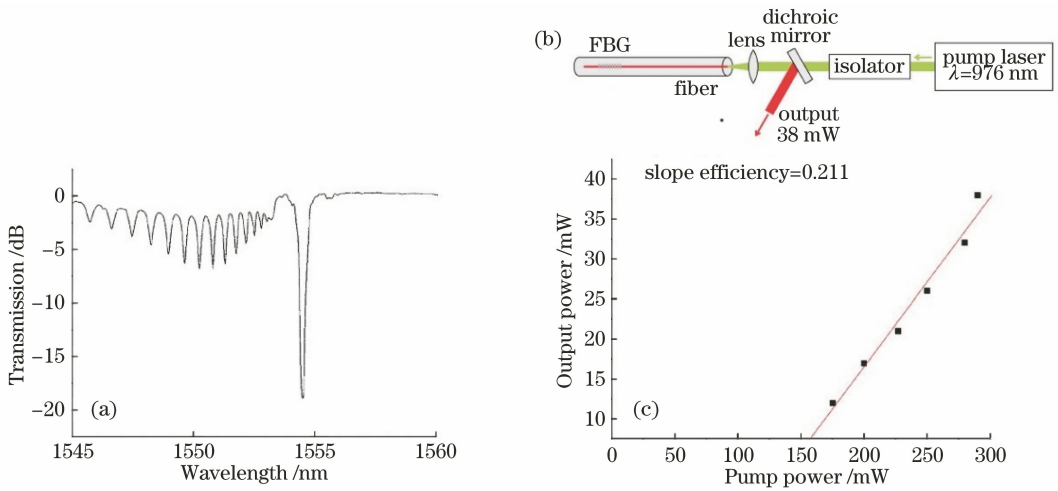 (a)
Transmission /dB
0
−5
−10
−15
−20
1545
1550
1555
1560
Wavelength /nm
(b)
FBG
fiber
lens
dichroic
mirror
isolator
pump laser
λ=976 nm
output
38 mW
(c)
slope efficiency=0.211
Output power /mW
40
35
30
25
20
15
10
0
50
100
150
200
250
300
Pump power /mW